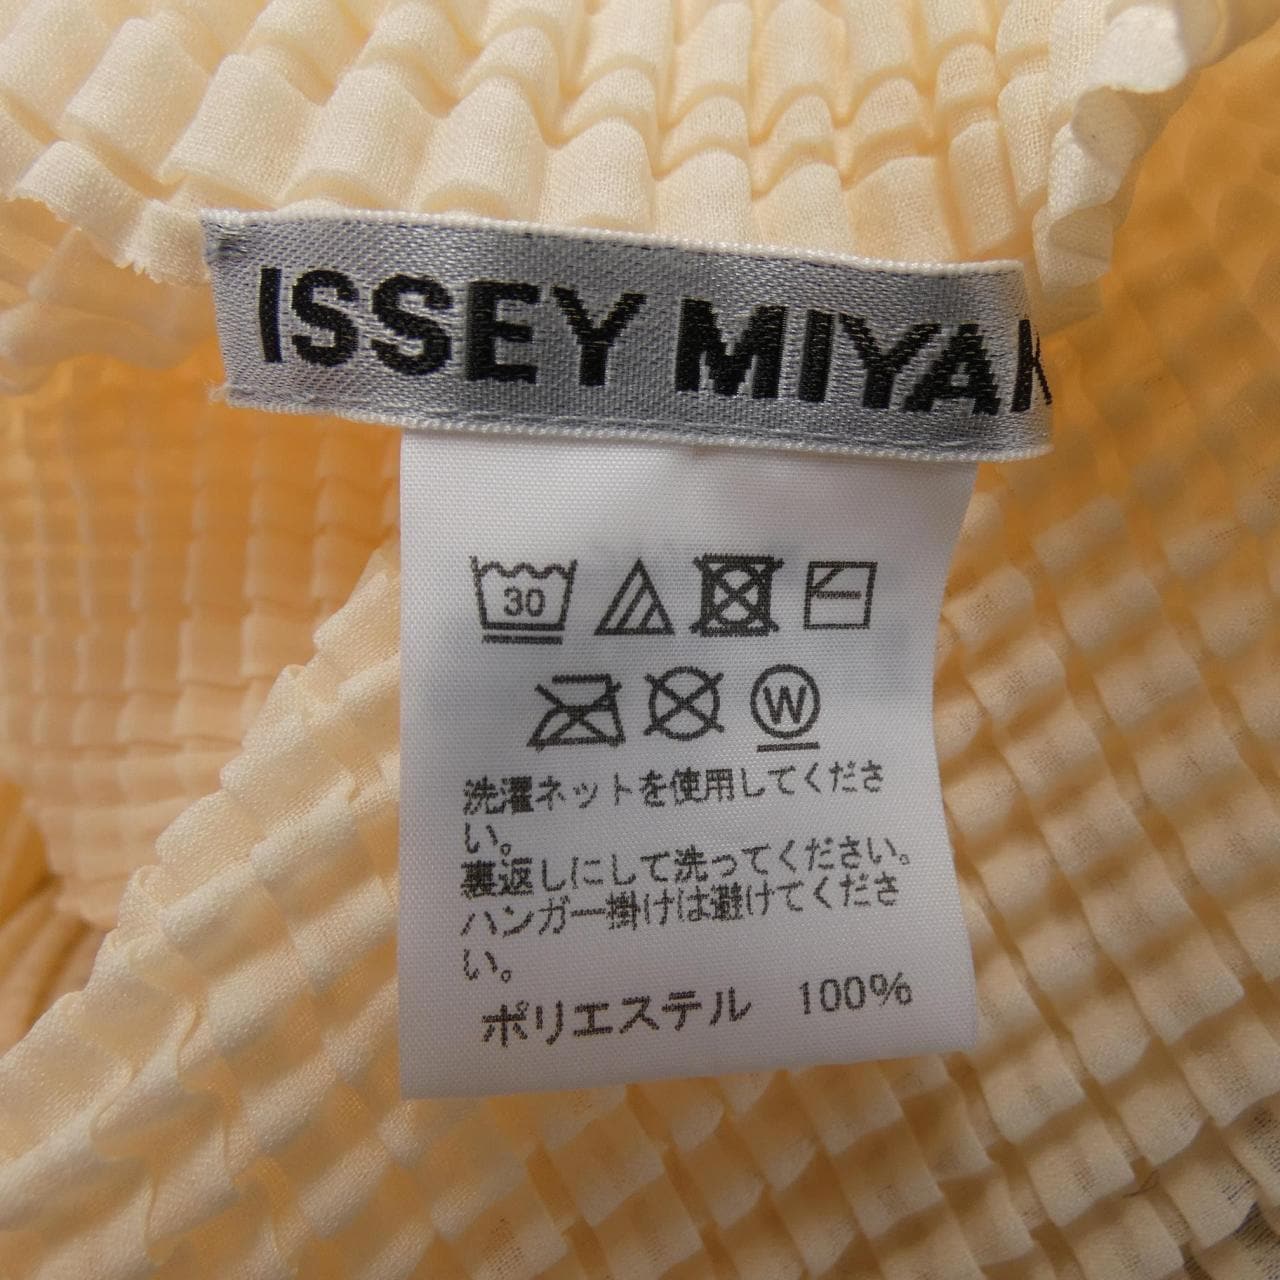 ISSEY MIYAK
30
W
洗濯ネットを使用してくださ
い。
裏返しにして洗ってください。
ハンガー掛けは避けてくださ
い。
ポリエステル 100%